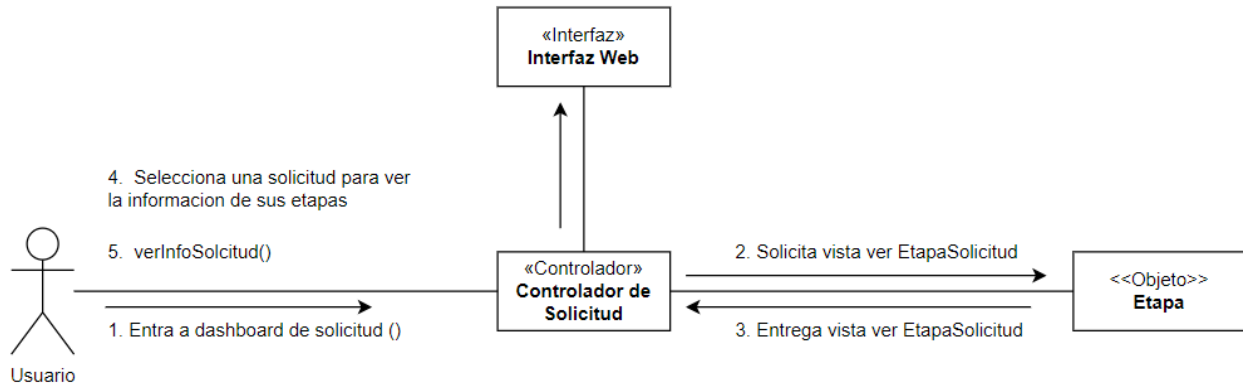 «Interfaz»
Interfaz Web
4. Selecciona una solicitud para ver
la informacion de sus etapas
5. verInfoSolcitud()
«Controlador»
Controlador de
Solicitud
2. Solicita vista ver EtapaSolicitud
<<Objeto>>
Etapa
1. Entra a dashboard de solicitud ()
3. Entrega vista ver EtapaSolicitud
Usuario